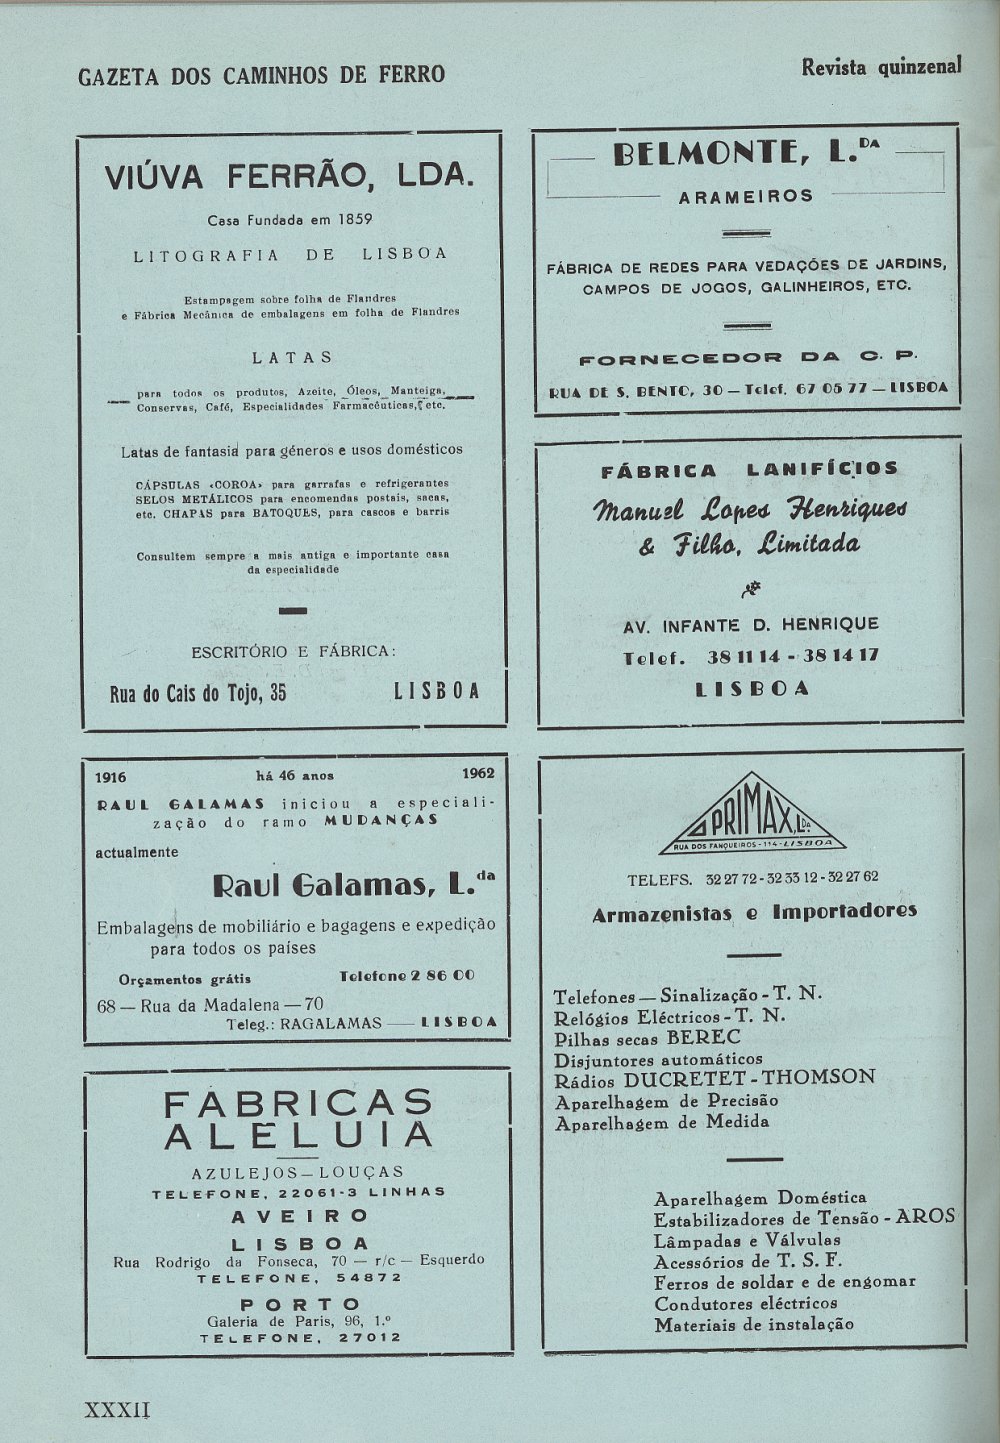 GAZETA DOS CAMINHOS DE FERRO
Revista quinzenal
VIÚVA FERRÃO, LDA.
Casa Fundada em 1859
LITOGRAFIA DE LISBOA
Estampagem sobre folha de Flandres
e Fábrica Mecânica de embalagens em folha de Flandres
LATAS
para todos os produtos, Azeite, Óleos, Manteiga,
Conservas, Café, Especialidades Farmacêuticas, etc.
Latas de fantasia para géneros e usos domésticos
CÁPSULAS «COROA» para garrafas e refrigerantes
SELOS METÁLICOS para encomendas postais, sacas,
etc. CHAPAS para BATOQUES, para cascos e barris
Consultem sempre a mais antiga e importante casa
da especialidade
ESCRITÓRIO E FÁBRICA:
Rua do Cais do Tojo, 35 LISBOA
1916 há 46 anos 1962
RAUL GALAMAS iniciou a especiali-
zação do ramo MUDANÇAS
actualmente
Raul Galamas, L.da
Embalagens de mobiliário e bagagens e expedição
para todos os países
Orçamentos grátis Telefone 2 86 00
68 — Rua da Madalena — 70
Teleg.: RAGALAMAS — LISBOA
FÁBRICAS
ALELUIA
AZULEJOS — LOUÇAS
TELEFONE, 22061-3 LINHAS
AVEIRO
LISBOA
Rua Rodrigo da Fonseca, 70 — r/c — Esquerdo
TELEFONE, 54872
PORTO
Galeria de Paris, 96, 1.º
TELEFONE, 27012
BELMONTE, L.DA
ARAMEIROS
FÁBRICA DE REDES PARA VEDAÇÕES DE JARDINS,
CAMPOS DE JOGOS, GALINHEIROS, ETC.
FORNECEDOR DA C. P.
RUA DE S. BENTO, 30 — Telef. 67 05 77 — LISBOA
FÁBRICA LANIFÍCIOS
Manuel Lopes Henriques
& Filho, Limitada
AV. INFANTE D. HENRIQUE
Telef. 38 11 14 - 38 14 17
LISBOA
A PRIMAX, LDA.
RUA DOS FANQUEIROS - 114 - LISBOA
TELEFS. 32 27 72 - 32 33 12 - 32 27 62
Armazenistas e Importadores
Telefones — Sinalização - T. N.
Relógios Eléctricos - T. N.
Pilhas secas BEREC
Disjuntores automáticos
Rádios DUCRETET - THOMSON
Aparelhagem de Precisão
Aparelhagem de Medida
Aparelhagem Doméstica
Estabilizadores de Tensão - AROS
Lâmpadas e Válvulas
Acessórios de T. S. F.
Ferros de soldar e de engomar
Condutores eléctricos
Materiais de instalação
XXXII